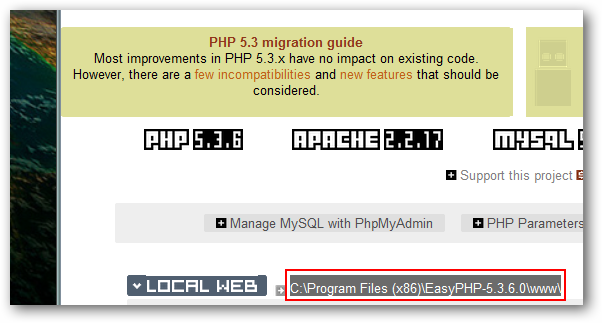 PHP 5.3 migration guide
Most improvements in PHP 5.3.x have no impact on existing code.
However, there are a few incompatibilities and new features that should be
considered.
PHP 5.3.6 APACHE 2.2.17 MYSQL
Support this project
Manage MySQL with PhpMyAdmin PHP Parameters
LOCAL WEB C:\Program Files (x86)\EasyPHP-5.3.6.0\www\